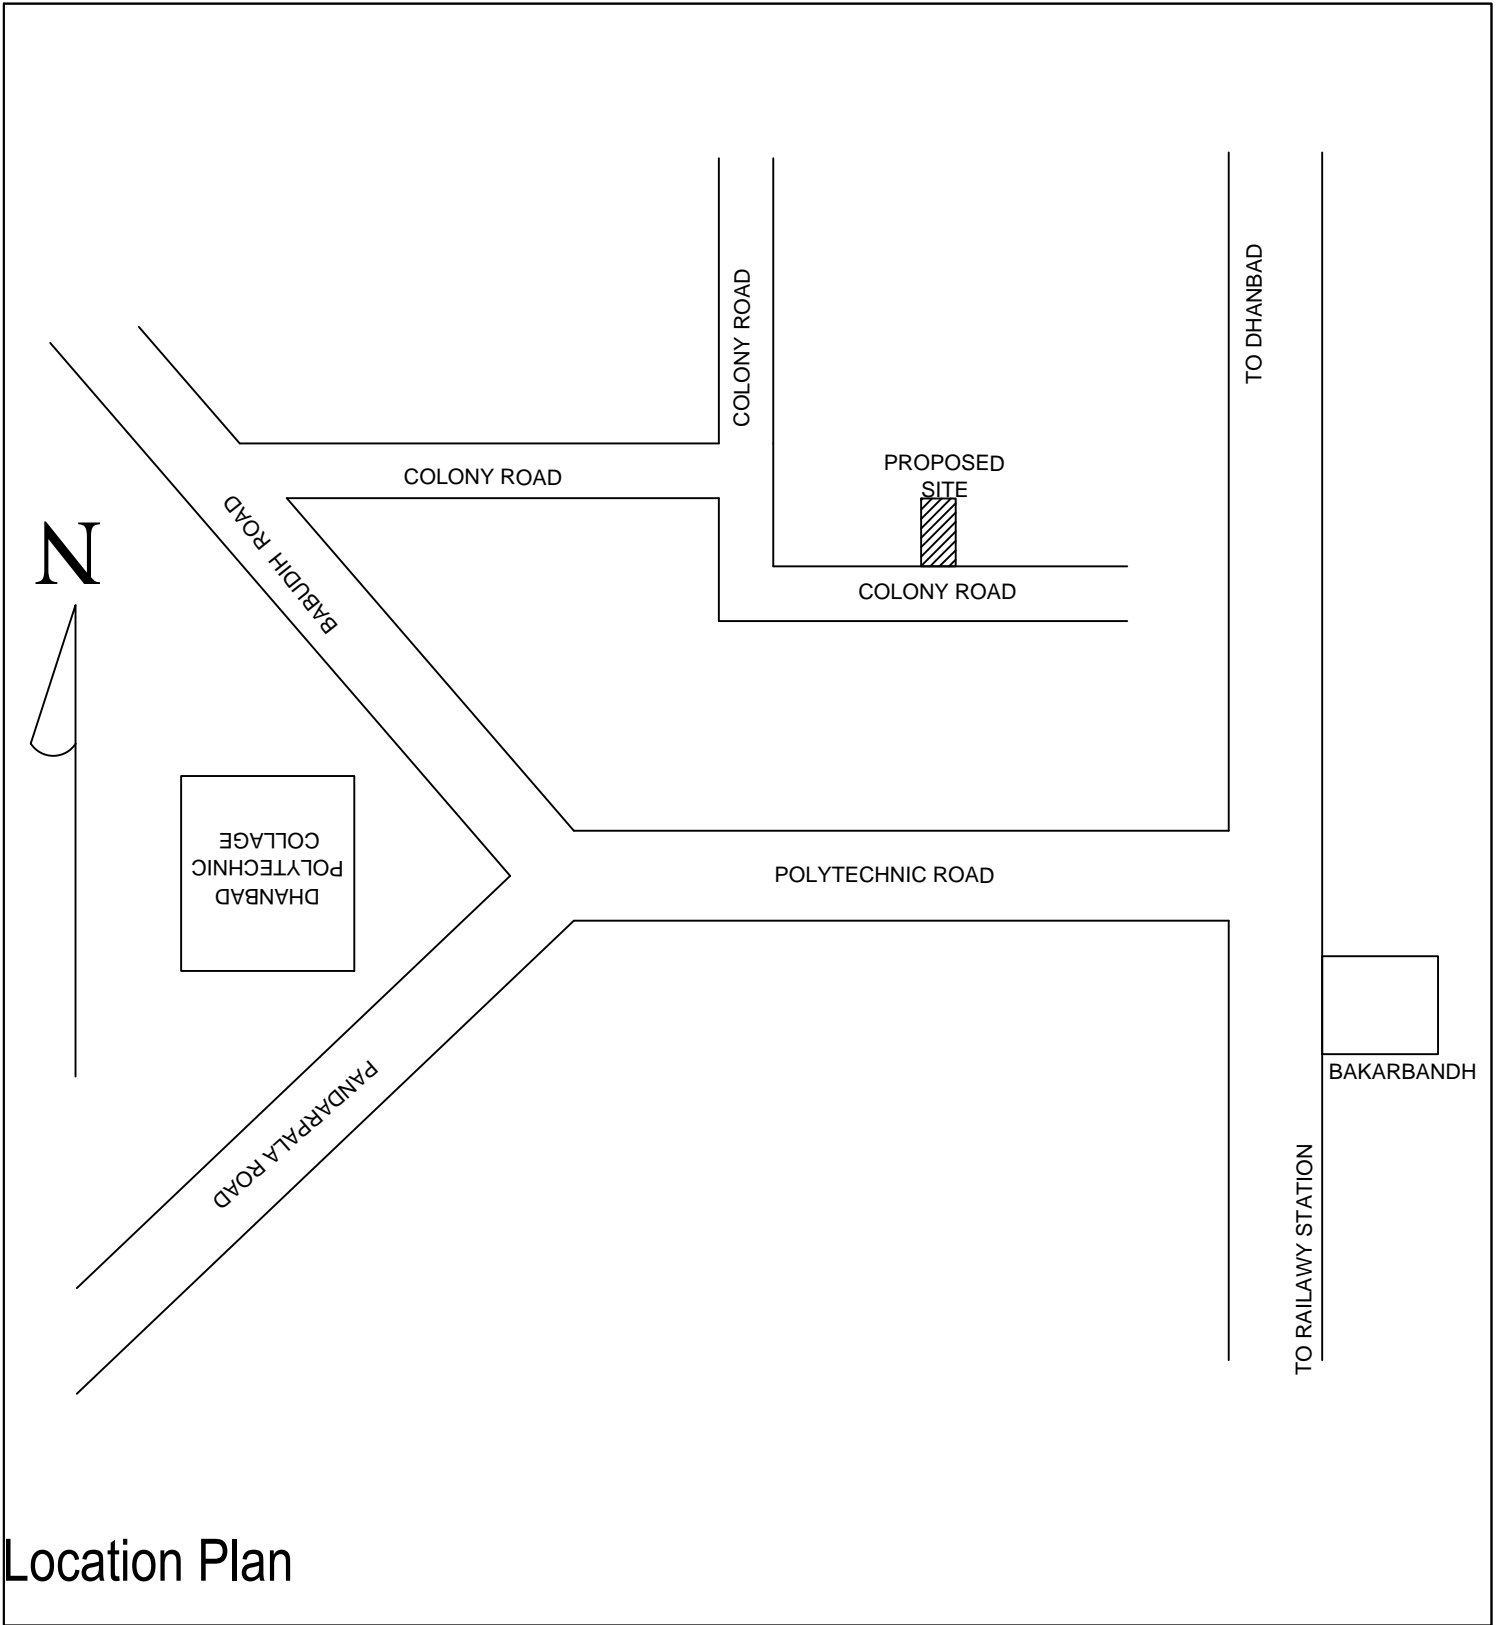 TO DHANBAD
COLONY ROAD
PROPOSED
SITE
COLONY ROAD
BABUDIH ROAD
N
COLONY ROAD
DHANBAD
POLYTECHNIC
COLLAGE
POLYTECHNIC ROAD
BAKARBANDH
PANDARPALA ROAD
TO RAILAWY STATION
Location Plan